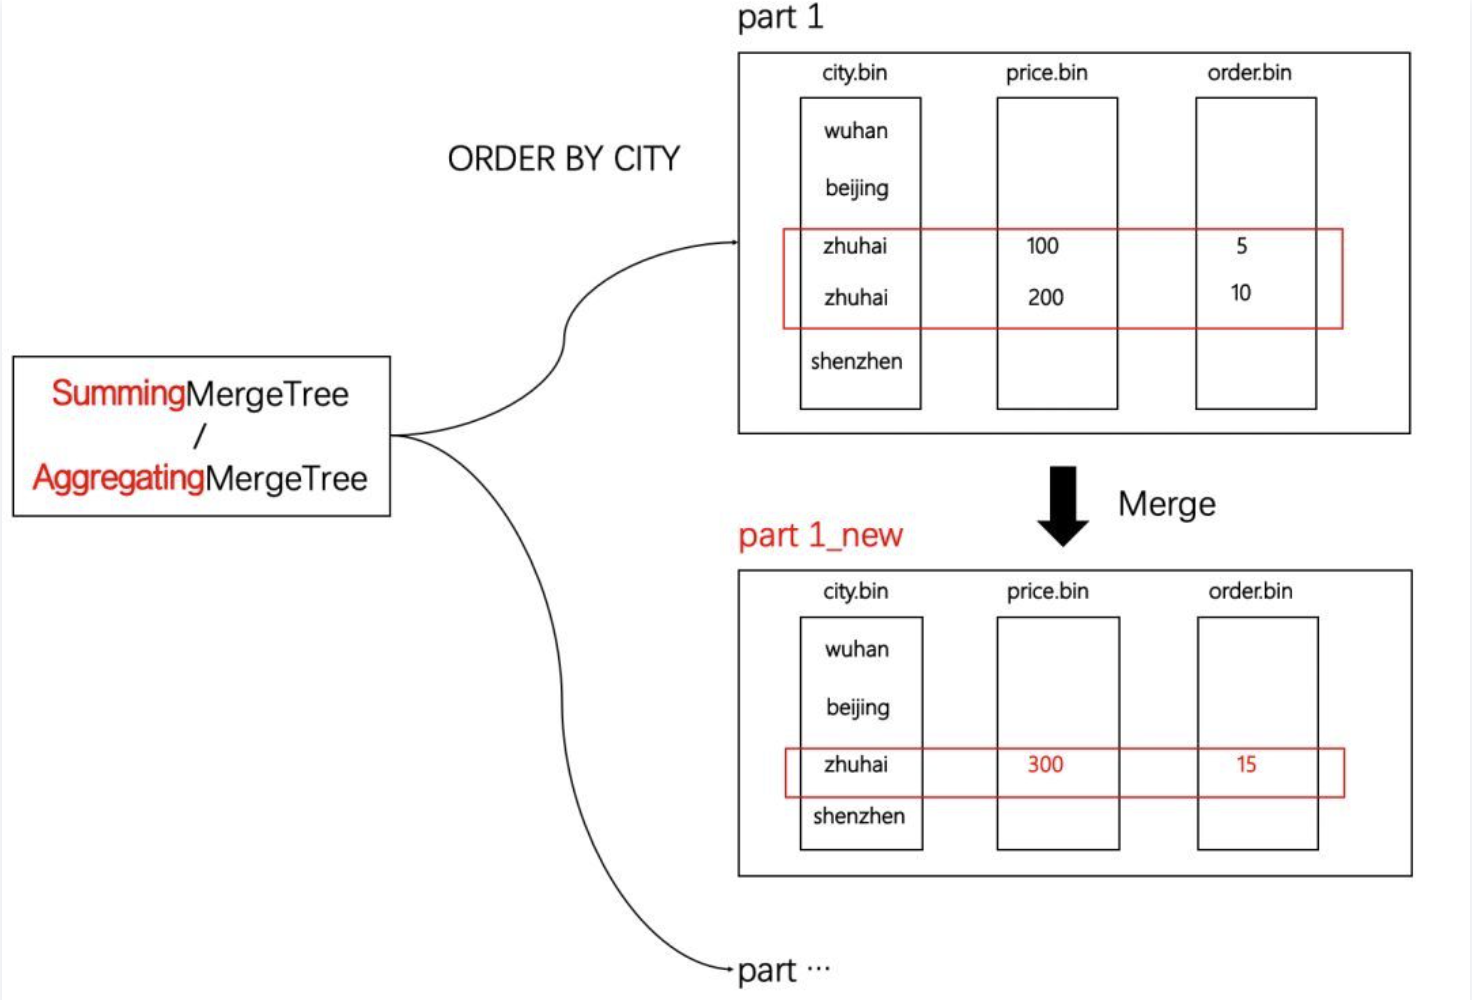 part 1
city.bin price.bin order.bin
wuhan
ORDER BY CITY
beijing
zhuhai 100 5
zhuhai 200 10
shenzhen
SummingMergeTree
/
AggregatingMergeTree
Merge
part 1_new
city.bin price.bin order.bin
wuhan
beijing
zhuhai 300 15
shenzhen
part ···